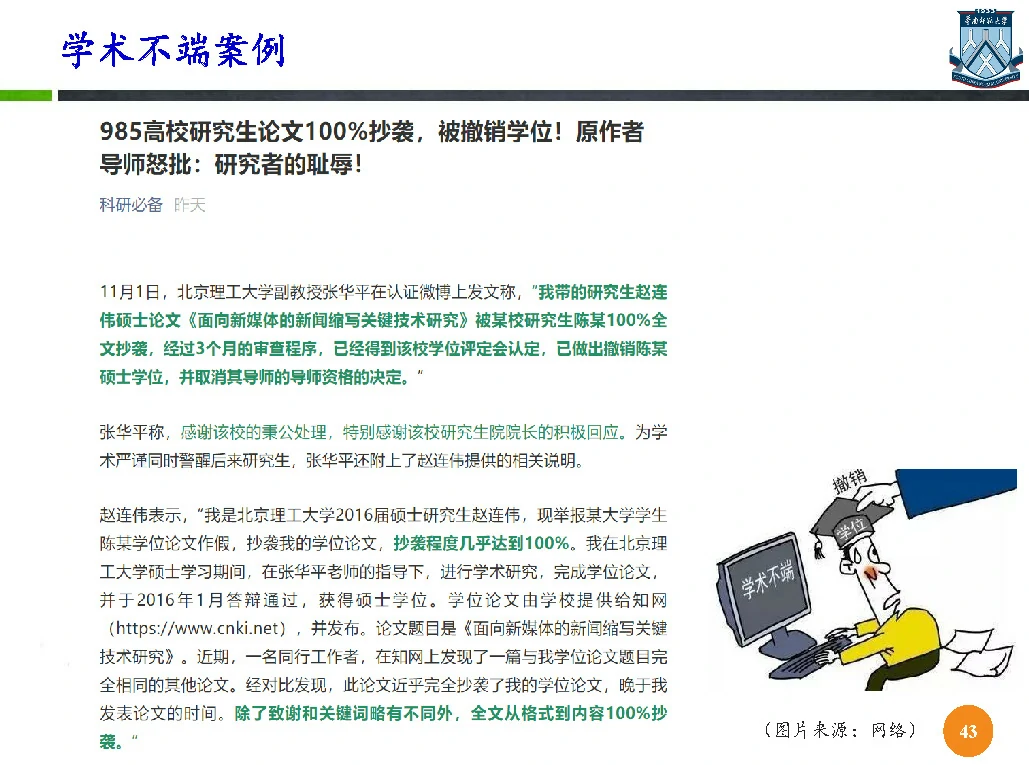 学术不端案例
华南师范大学
985高校研究生论文100%抄袭，被撤销学位！原作者
导师怒批：研究者的耻辱！
科研必备 昨天
11月1日，北京理工大学副教授张华平在认证微博上发文称，“我带的研究生赵连
伟硕士论文《面向新媒体的新闻缩写关键技术研究》被某校研究生陈某100%全
文抄袭，经过3个月的审查程序，已经得到该校学位评定会认定，已做出撤销陈某
硕士学位，并取消其导师的导师资格的决定。“
张华平称，感谢该校的秉公处理，特别感谢该校研究生院院长的积极回应。为学
术严谨同时警醒后来研究生，张华平还附上了赵连伟提供的相关说明。
赵连伟表示，“我是北京理工大学2016届硕士研究生赵连伟，现举报某大学学生
陈某学位论文作假，抄袭我的学位论文，抄袭程度几乎达到100%。我在北京理
工大学硕士学习期间，在张华平老师的指导下，进行学术研究，完成学位论文，
并于2016年1月答辩通过，获得硕士学位。学位论文由学校提供给知网
（https://www.cnki.net），并发布。论文题目是《面向新媒体的新闻缩写关键
技术研究》。近期，一名同行工作者，在知网上发现了一篇与我学位论文题目完
全相同的其他论文。经对比发现，此论文近乎完全抄袭了我的学位论文，晚于我
发表论文的时间。除了致谢和关键词略有不同外，全文从格式到内容100%抄
袭。“
撤销
学位
学术不端
（图片来源：网络）
43